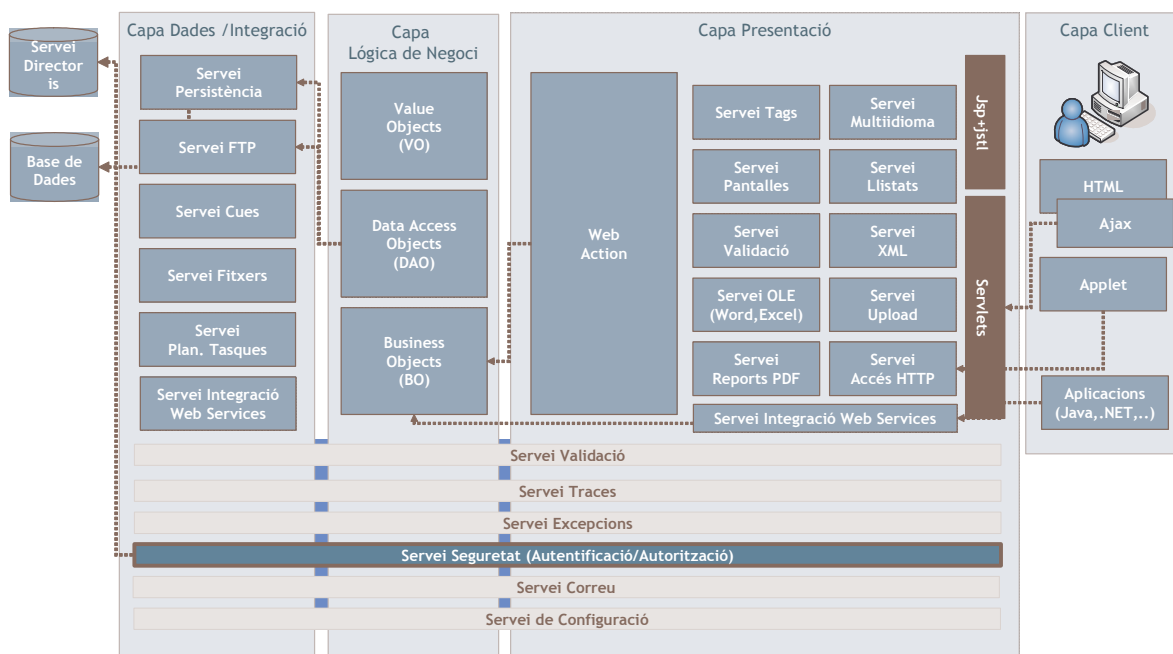 Servei
Director
is
Base de
Dades
Capa Dades /Integració
Servei
Persistència
Servei FTP
Servei Cues
Servei Fitxers
Servei
Plan. Tasques
Servei Integració
Web Services
Capa
Lógica de Negoci
Value
Objects
(VO)
Data Access
Objects
(DAO)
Business
Objects
(BO)
Capa Presentació
Web
Action
Servei Tags
Servei
Multiidioma
Servei
Pantalles
Servei
Llistats
Servei
Validació
Servei
XML
Servei OLE
(Word,Excel)
Servei
Upload
Servei
Reports PDF
Servei
Accés HTTP
Servei Integració Web Services
Jsp+jstl
Servlets
Capa Client
HTML
Ajax
Applet
Aplicacions
(Java,.NET,..)
Servei Validació
Servei Traces
Servei Excepcions
Servei Seguretat (Autentificació/Autorització)
Servei Correu
Servei de Configuració